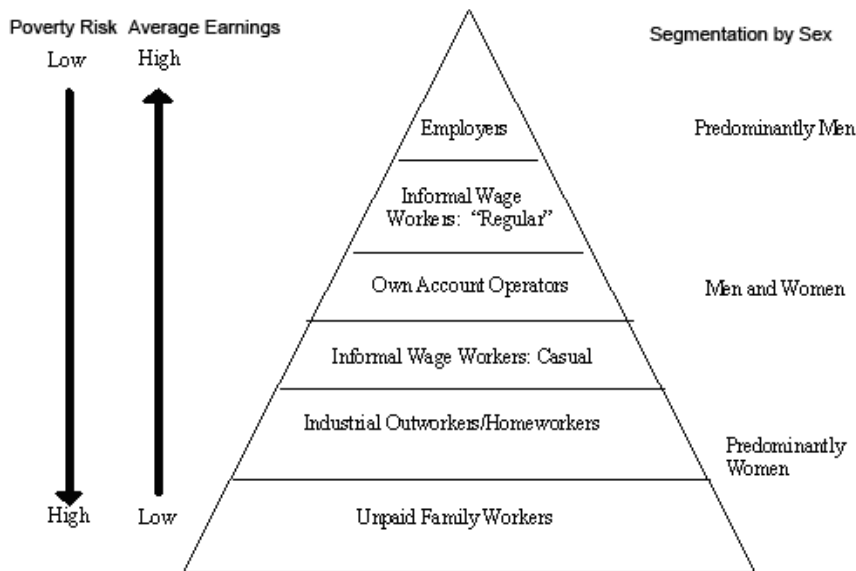 Poverty Risk Average Earnings
Segmentation by Sex
Low High
Employers
Predominantly Men
Informal Wage
Workers: “Regular”
Own Account Operators
Men and Women
Informal Wage Workers: Casual
Industrial Outworkers/Homeworkers
Predominantly
Women
High Low
Unpaid Family Workers